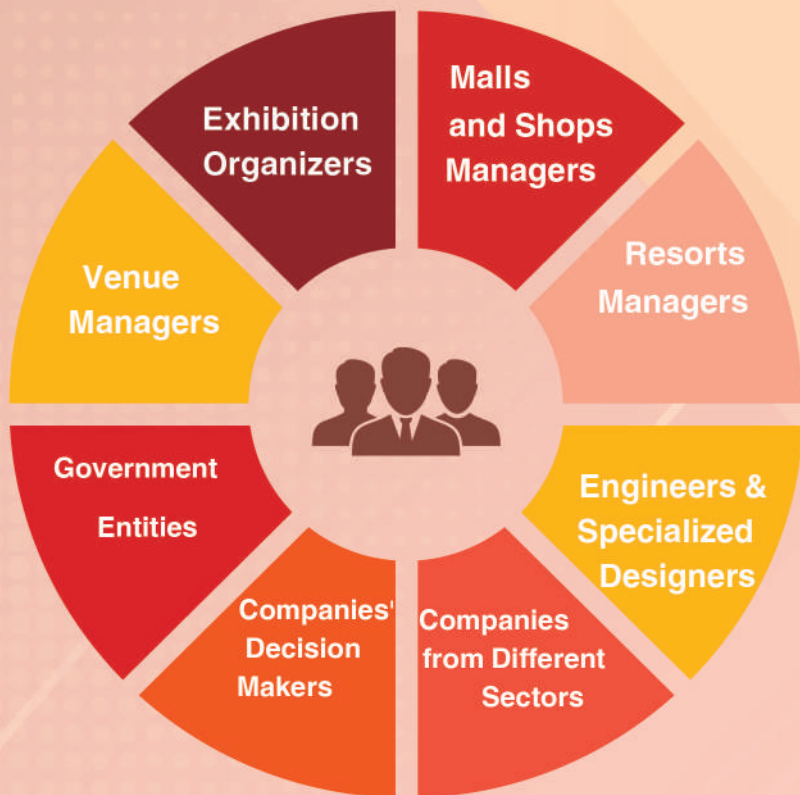 Exhibition
Organizers
Malls
and Shops
Managers
Resorts
Managers
Engineers &
Specialized
Designers
Companies
from Different
Sectors
Companies'
Decision
Makers
Government
Entities
Venue
Managers